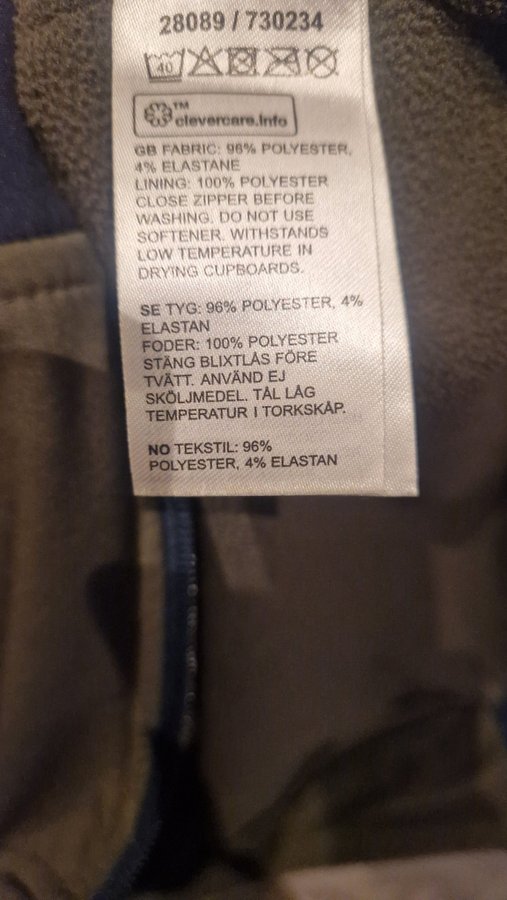 28089 / 730234
40
™
clevercare.info
GB FABRIC: 96% POLYESTER,
4% ELASTANE
LINING: 100% POLYESTER
CLOSE ZIPPER BEFORE
WASHING. DO NOT USE
SOFTENER. WITHSTANDS
LOW TEMPERATURE IN
DRYING CUPBOARDS.
SE TYG: 96% POLYESTER, 4%
ELASTAN
FODER: 100% POLYESTER
STÄNG BLIXTLÅS FÖRE
TVÄTT. ANVÄND EJ
SKÖLJMEDEL. TÅL LÅG
TEMPERATUR I TORKSKÅP.
NO TEKSTIL: 96%
POLYESTER, 4% ELASTAN